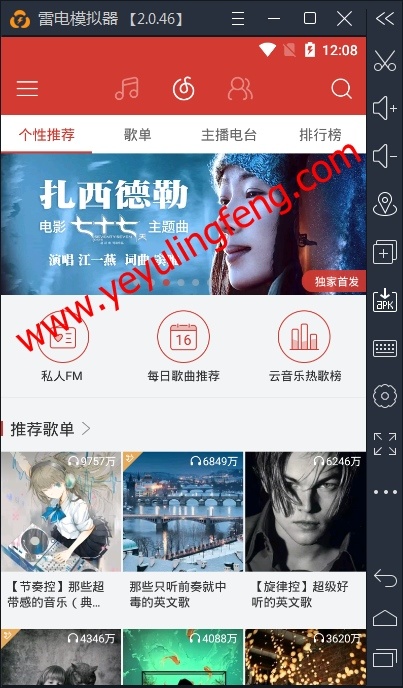 雷电模拟器 【2.0.46】
12:08
个性推荐 歌单 主播电台 排行榜
扎西德勒
电影 七十七天 主题曲
演唱 江一燕 词曲
独家首发
www.yeyulingfeng.com
16
私人FM 每日歌曲推荐 云音乐热歌榜
推荐歌单 >
9757万 6849万 6246万
【节奏控】那些超 那些只听前奏就中 【旋律控】超级好
带感的音乐（典... 毒的英文歌 听的英文歌
4346万 4088万 3620万
APK